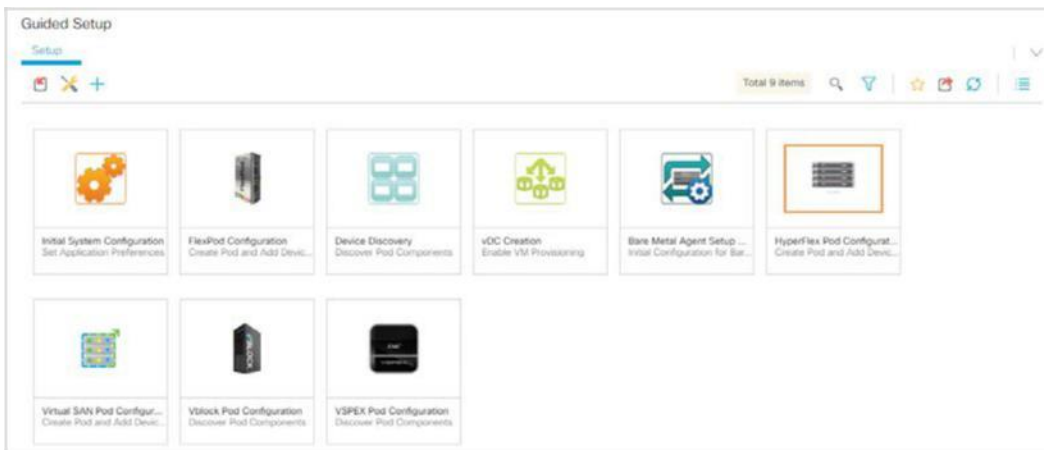 Guided Setup
Setup
Total 9 items
Initial System Configuration
Set Application Preferences
FlexPod Configuration
Create Pod and Add Devic...
Device Discovery
Discover Pod Components
vDC Creation
Enable VM Provisioning
Bare Metal Agent Setup ...
Initial Configuration for Bar...
HyperFlex Pod Configurat...
Create Pod and Add Devic...
VBLOCK
Virtual SAN Pod Configur...
Create Pod and Add Devic...
Vblock Pod Configuration
Discover Pod Components
VSPEX Pod Configuration
Discover Pod Components